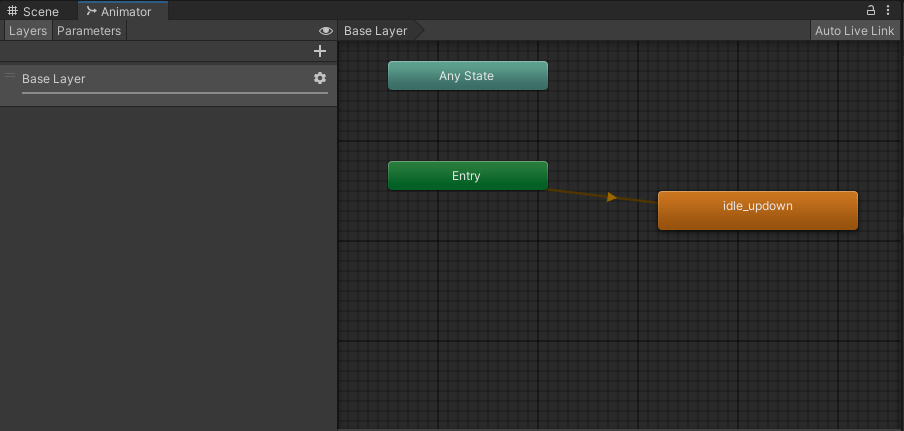 Scene
Animator
Layers
Parameters
Base Layer
Auto Live Link
Base Layer
Any State
Entry
idle_updown